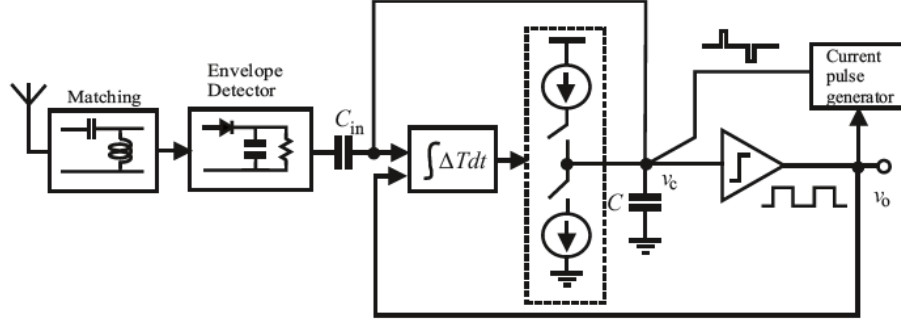 Matching
Envelope
Detector
C_in
∫ΔTdt
C
v_c
Current
pulse
generator
v_o